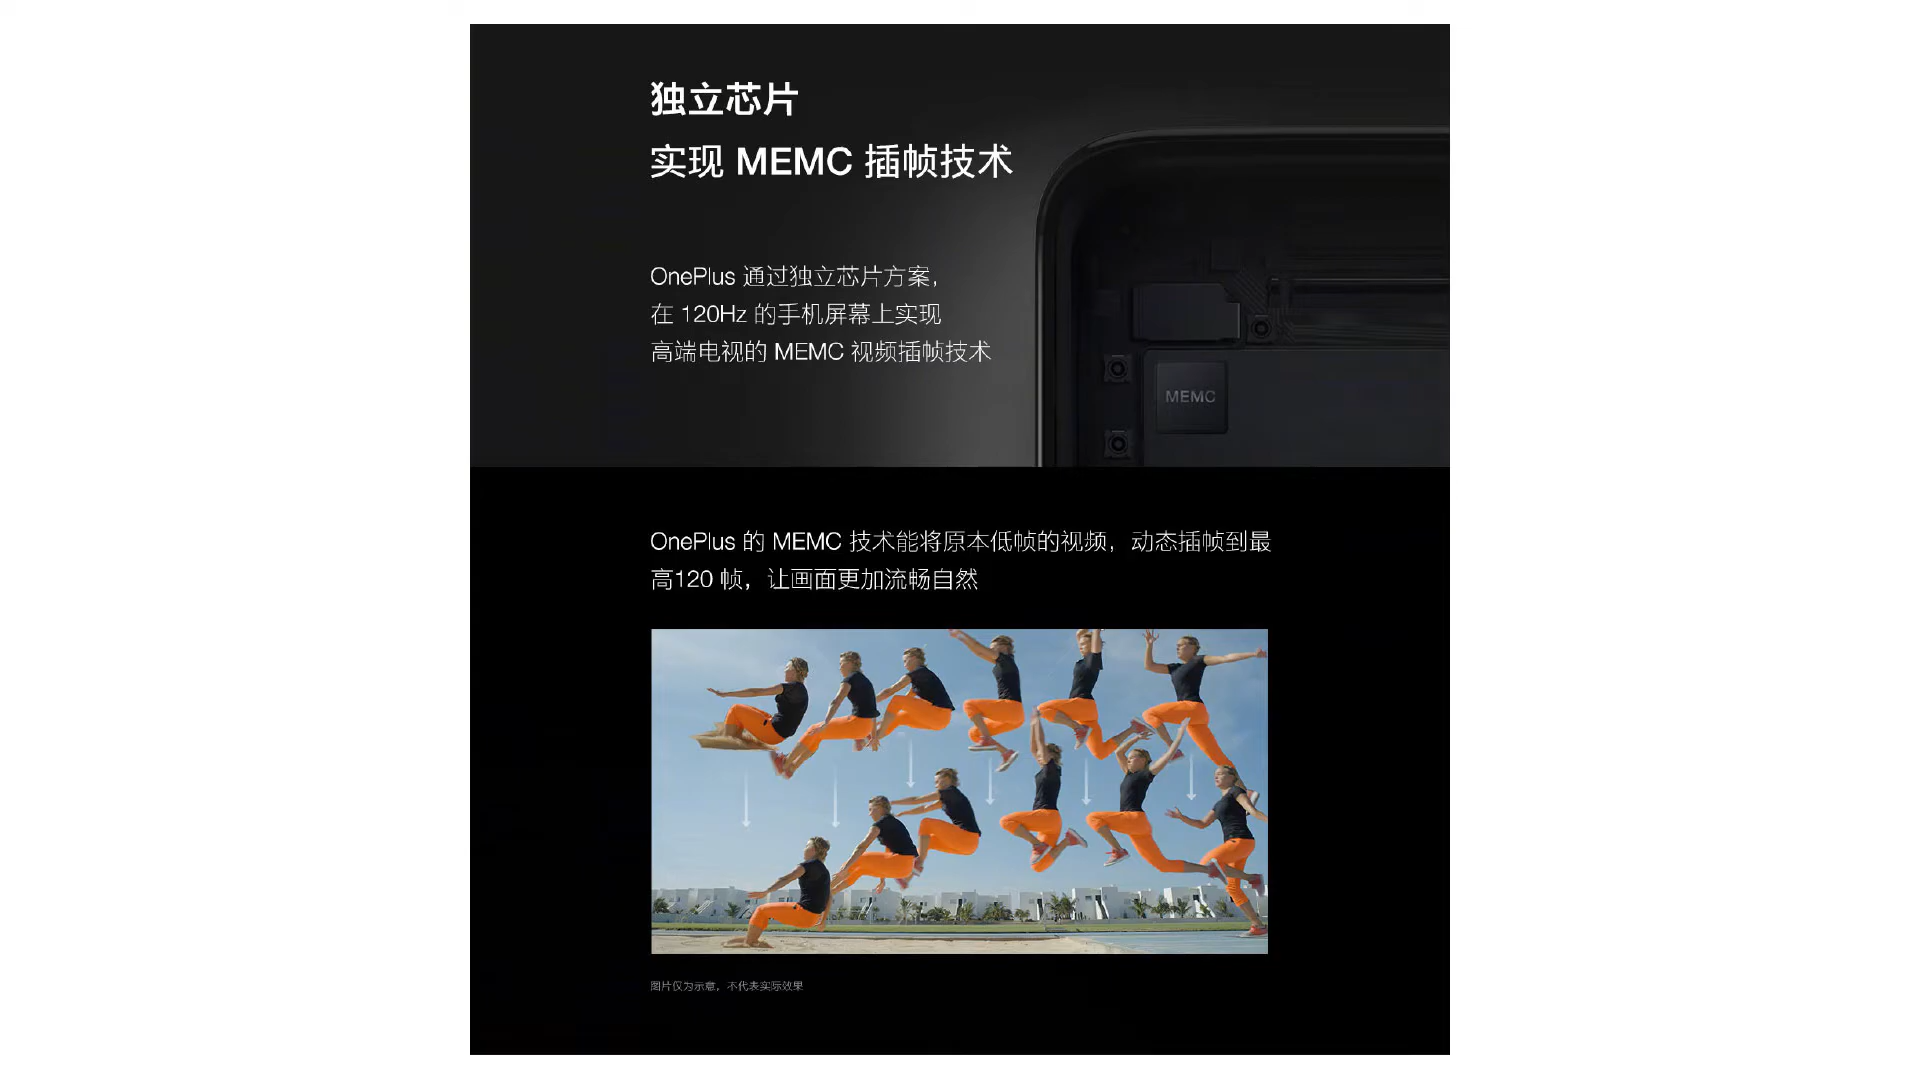 独立芯片
实现 MEMC 插帧技术
OnePlus 通过独立芯片方案，
在 120Hz 的手机屏幕上实现
高端电视的 MEMC 视频插帧技术
MEMC
OnePlus 的 MEMC 技术能将原本低帧的视频，动态插帧到最
高120 帧，让画面更加流畅自然
图片仅为示意，不代表实际效果